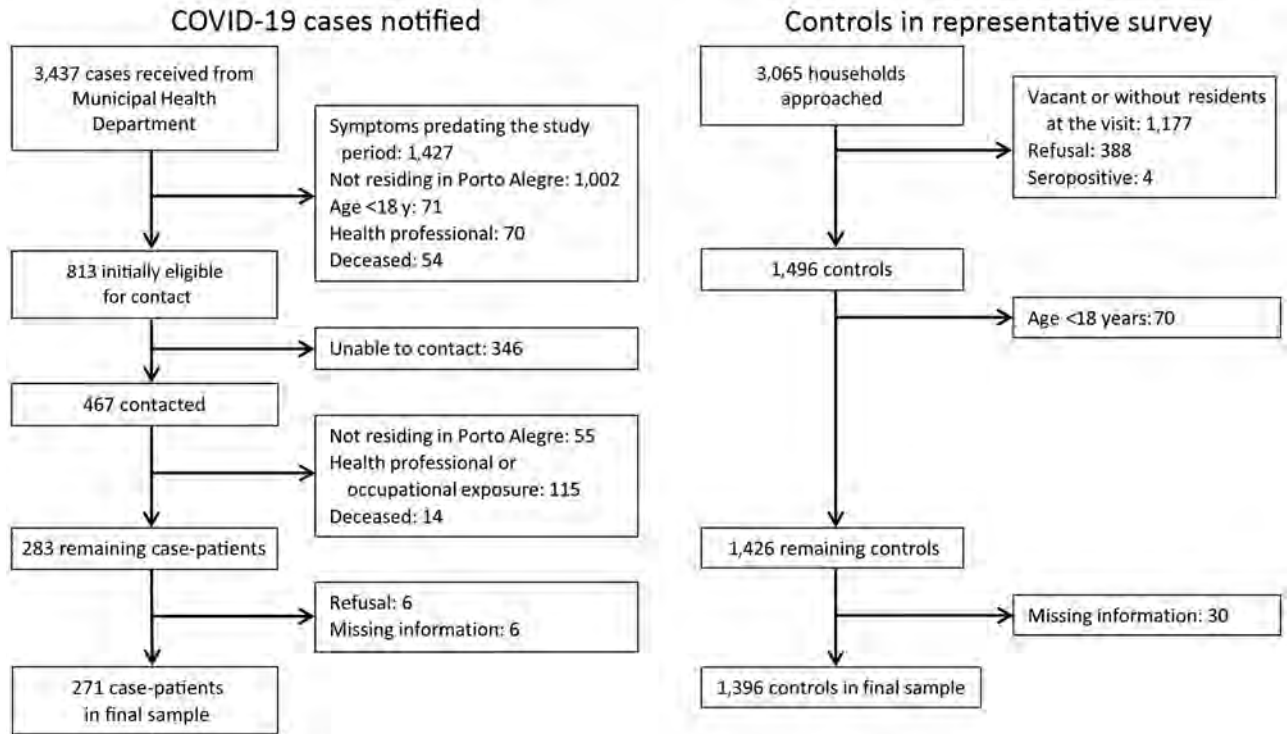 COVID-19 cases notified
3,437 cases received from
Municipal Health
Department
Symptoms predating the study
period: 1,427
Not residing in Porto Alegre: 1,002
Age <18 y: 71
Health professional: 70
Deceased: 54
813 initially eligible
for contact
Unable to contact: 346
467 contacted
Not residing in Porto Alegre: 55
Health professional or
occupational exposure: 115
Deceased: 14
283 remaining case-patients
Refusal: 6
Missing information: 6
271 case-patients
in final sample
Controls in representative survey
3,065 households
approached
Vacant or without residents
at the visit: 1,177
Refusal: 388
Seropositive: 4
1,496 controls
Age <18 years: 70
1,426 remaining controls
Missing information: 30
1,396 controls in final sample